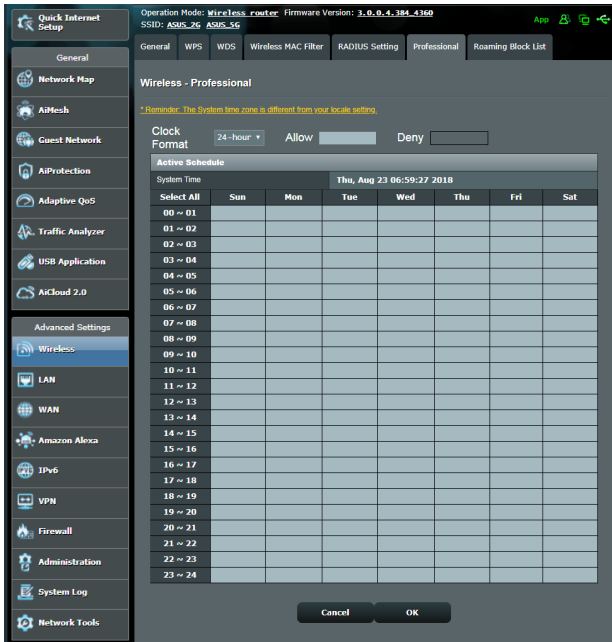 Quick Internet
Setup
General
Network Map
AiMesh
Guest Network
AiProtection
Adaptive QoS
Traffic Analyzer
USB Application
AiCloud 2.0
Advanced Settings
Wireless
LAN
WAN
Amazon Alexa
IPv6
VPN
Firewall
Administration
System Log
Network Tools
Operation Mode: Wireless router Firmware Version: 3.0.0.4.384_4360
SSID: ASUS_2G ASUS_5G
App
General WPS WDS Wireless MAC Filter RADIUS Setting Professional Roaming Block List
Wireless - Professional
* Reminder: The System time zone is different from your locale setting.
Clock
Format
24-hour Allow Deny
Active Schedule
System Time Thu, Aug 23 06:59:27 2018
Select All Sun Mon Tue Wed Thu Fri Sat
00 ~ 01
01 ~ 02
02 ~ 03
03 ~ 04
04 ~ 05
05 ~ 06
06 ~ 07
07 ~ 08
08 ~ 09
09 ~ 10
10 ~ 11
11 ~ 12
12 ~ 13
13 ~ 14
14 ~ 15
15 ~ 16
16 ~ 17
17 ~ 18
18 ~ 19
19 ~ 20
20 ~ 21
21 ~ 22
22 ~ 23
23 ~ 24
Cancel OK